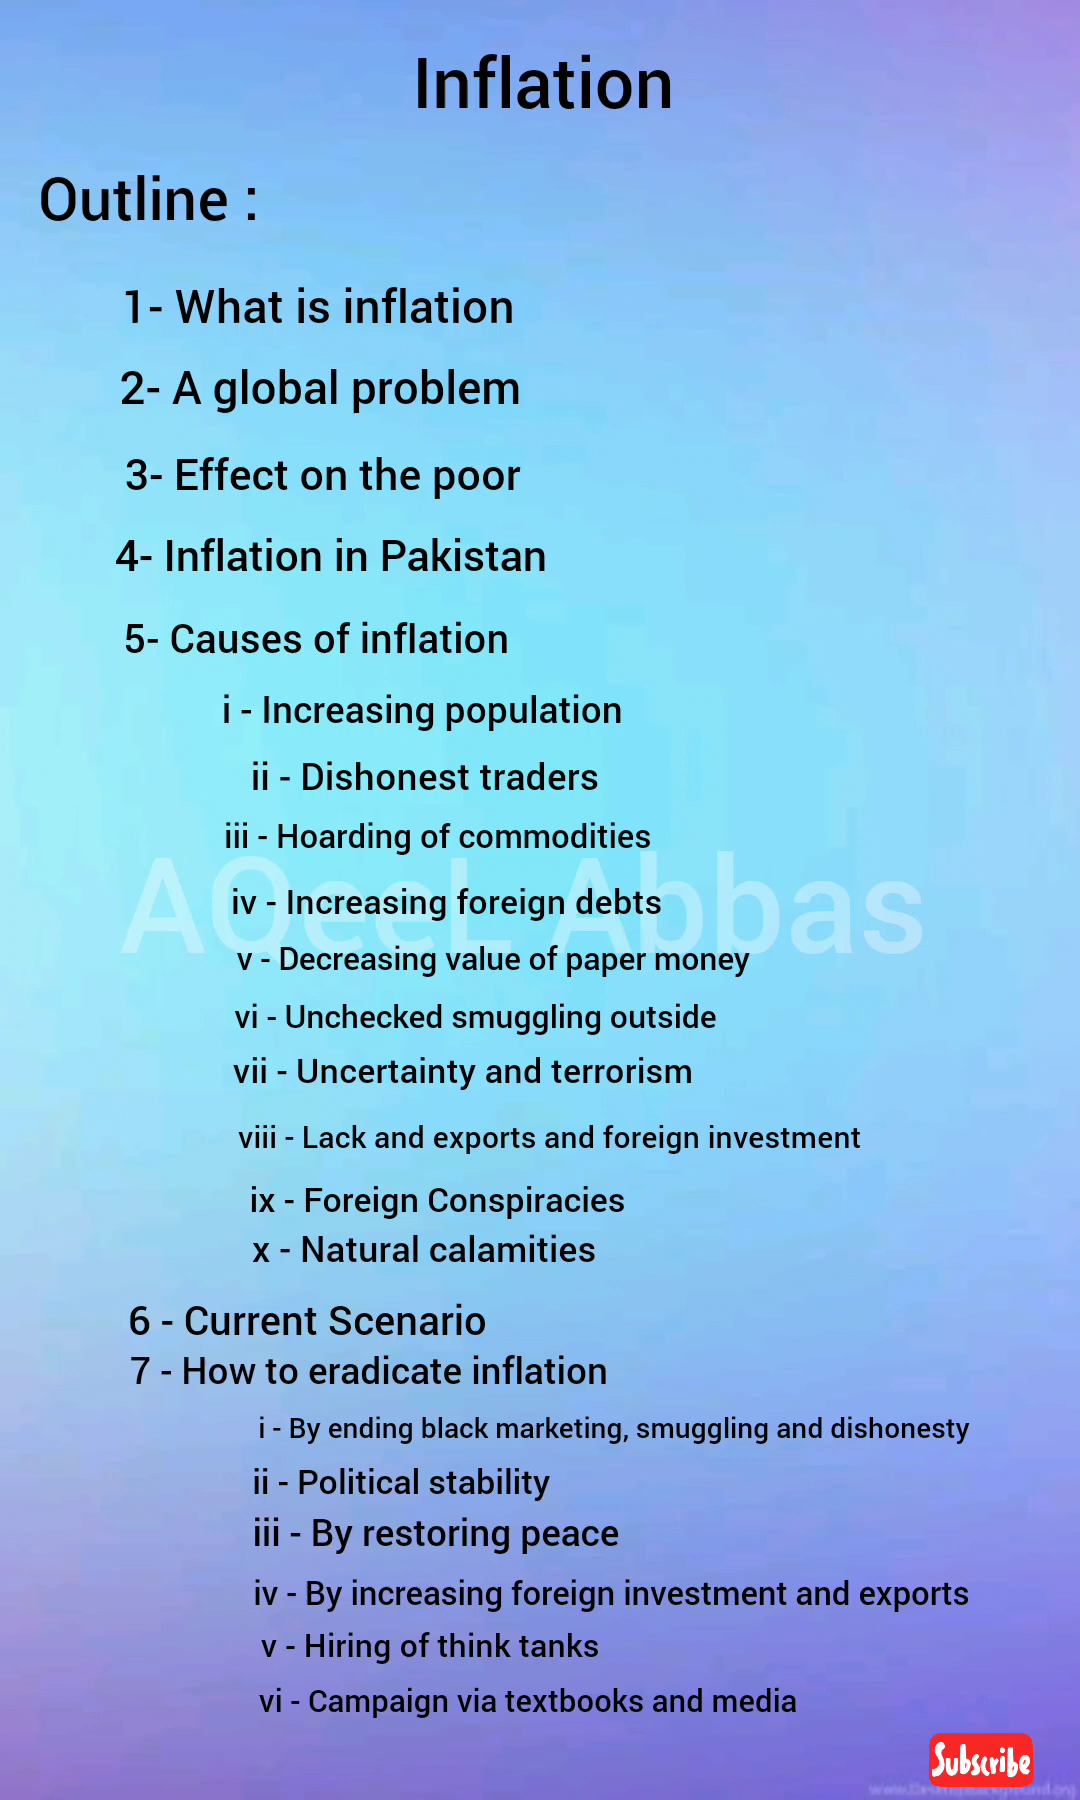 Inflation
Outline :
1- What is inflation
2- A global problem
3- Effect on the poor
4- Inflation in Pakistan
5- Causes of inflation
i - Increasing population
ii - Dishonest traders
iii - Hoarding of commodities
AQeeL Abbas
iv - Increasing foreign debts
v - Decreasing value of paper money
vi - Unchecked smuggling outside
vii - Uncertainty and terrorism
viii - Lack and exports and foreign investment
ix - Foreign Conspiracies
x - Natural calamities
6 - Current Scenario
7 - How to eradicate inflation
i - By ending black marketing, smuggling and dishonesty
ii - Political stability
iii - By restoring peace
iv - By increasing foreign investment and exports
v - Hiring of think tanks
vi - Campaign via textbooks and media
Subscribe